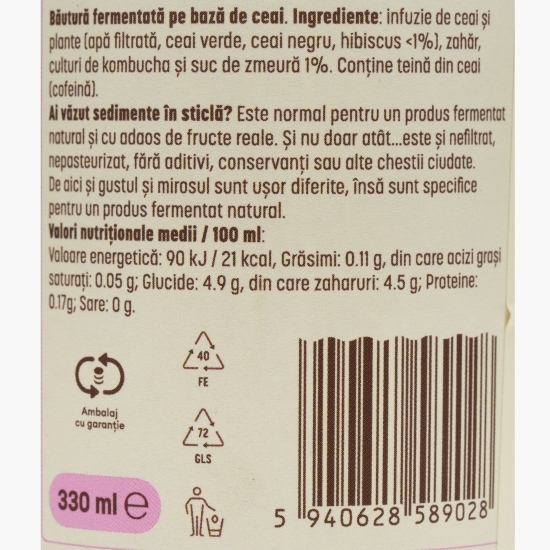 Băutură fermentată pe bază de ceai. Ingrediente: infuzie de ceai și
plante (apă filtrată, ceai verde, ceai negru, hibiscus <1%), zahăr,
culturi de kombucha și suc de zmeură 1%. Conține teină din ceai
(cofeină).
Ai văzut sedimente în sticlă? Este normal pentru un produs fermentat
natural și cu adaos de fructe reale. Și nu doar atât...este și nefiltrat,
nepasteurizat, fără aditivi, conservanți sau alte chestii ciudate.
De aici și gustul și mirosul sunt ușor diferite, însă sunt specifice
pentru un produs fermentat natural.
Valori nutriționale medii / 100 ml:
Valoare energetică: 90 kJ / 21 kcal, Grăsimi: 0.11 g, din care acizi grași
saturați: 0.05 g; Glucide: 4.9 g, din care zaharuri: 4.5 g; Proteine:
0.17g; Sare: 0 g.
40
FE
Ambalaj
cu garanție
72
GLS
330 ml e
5 940628 589028